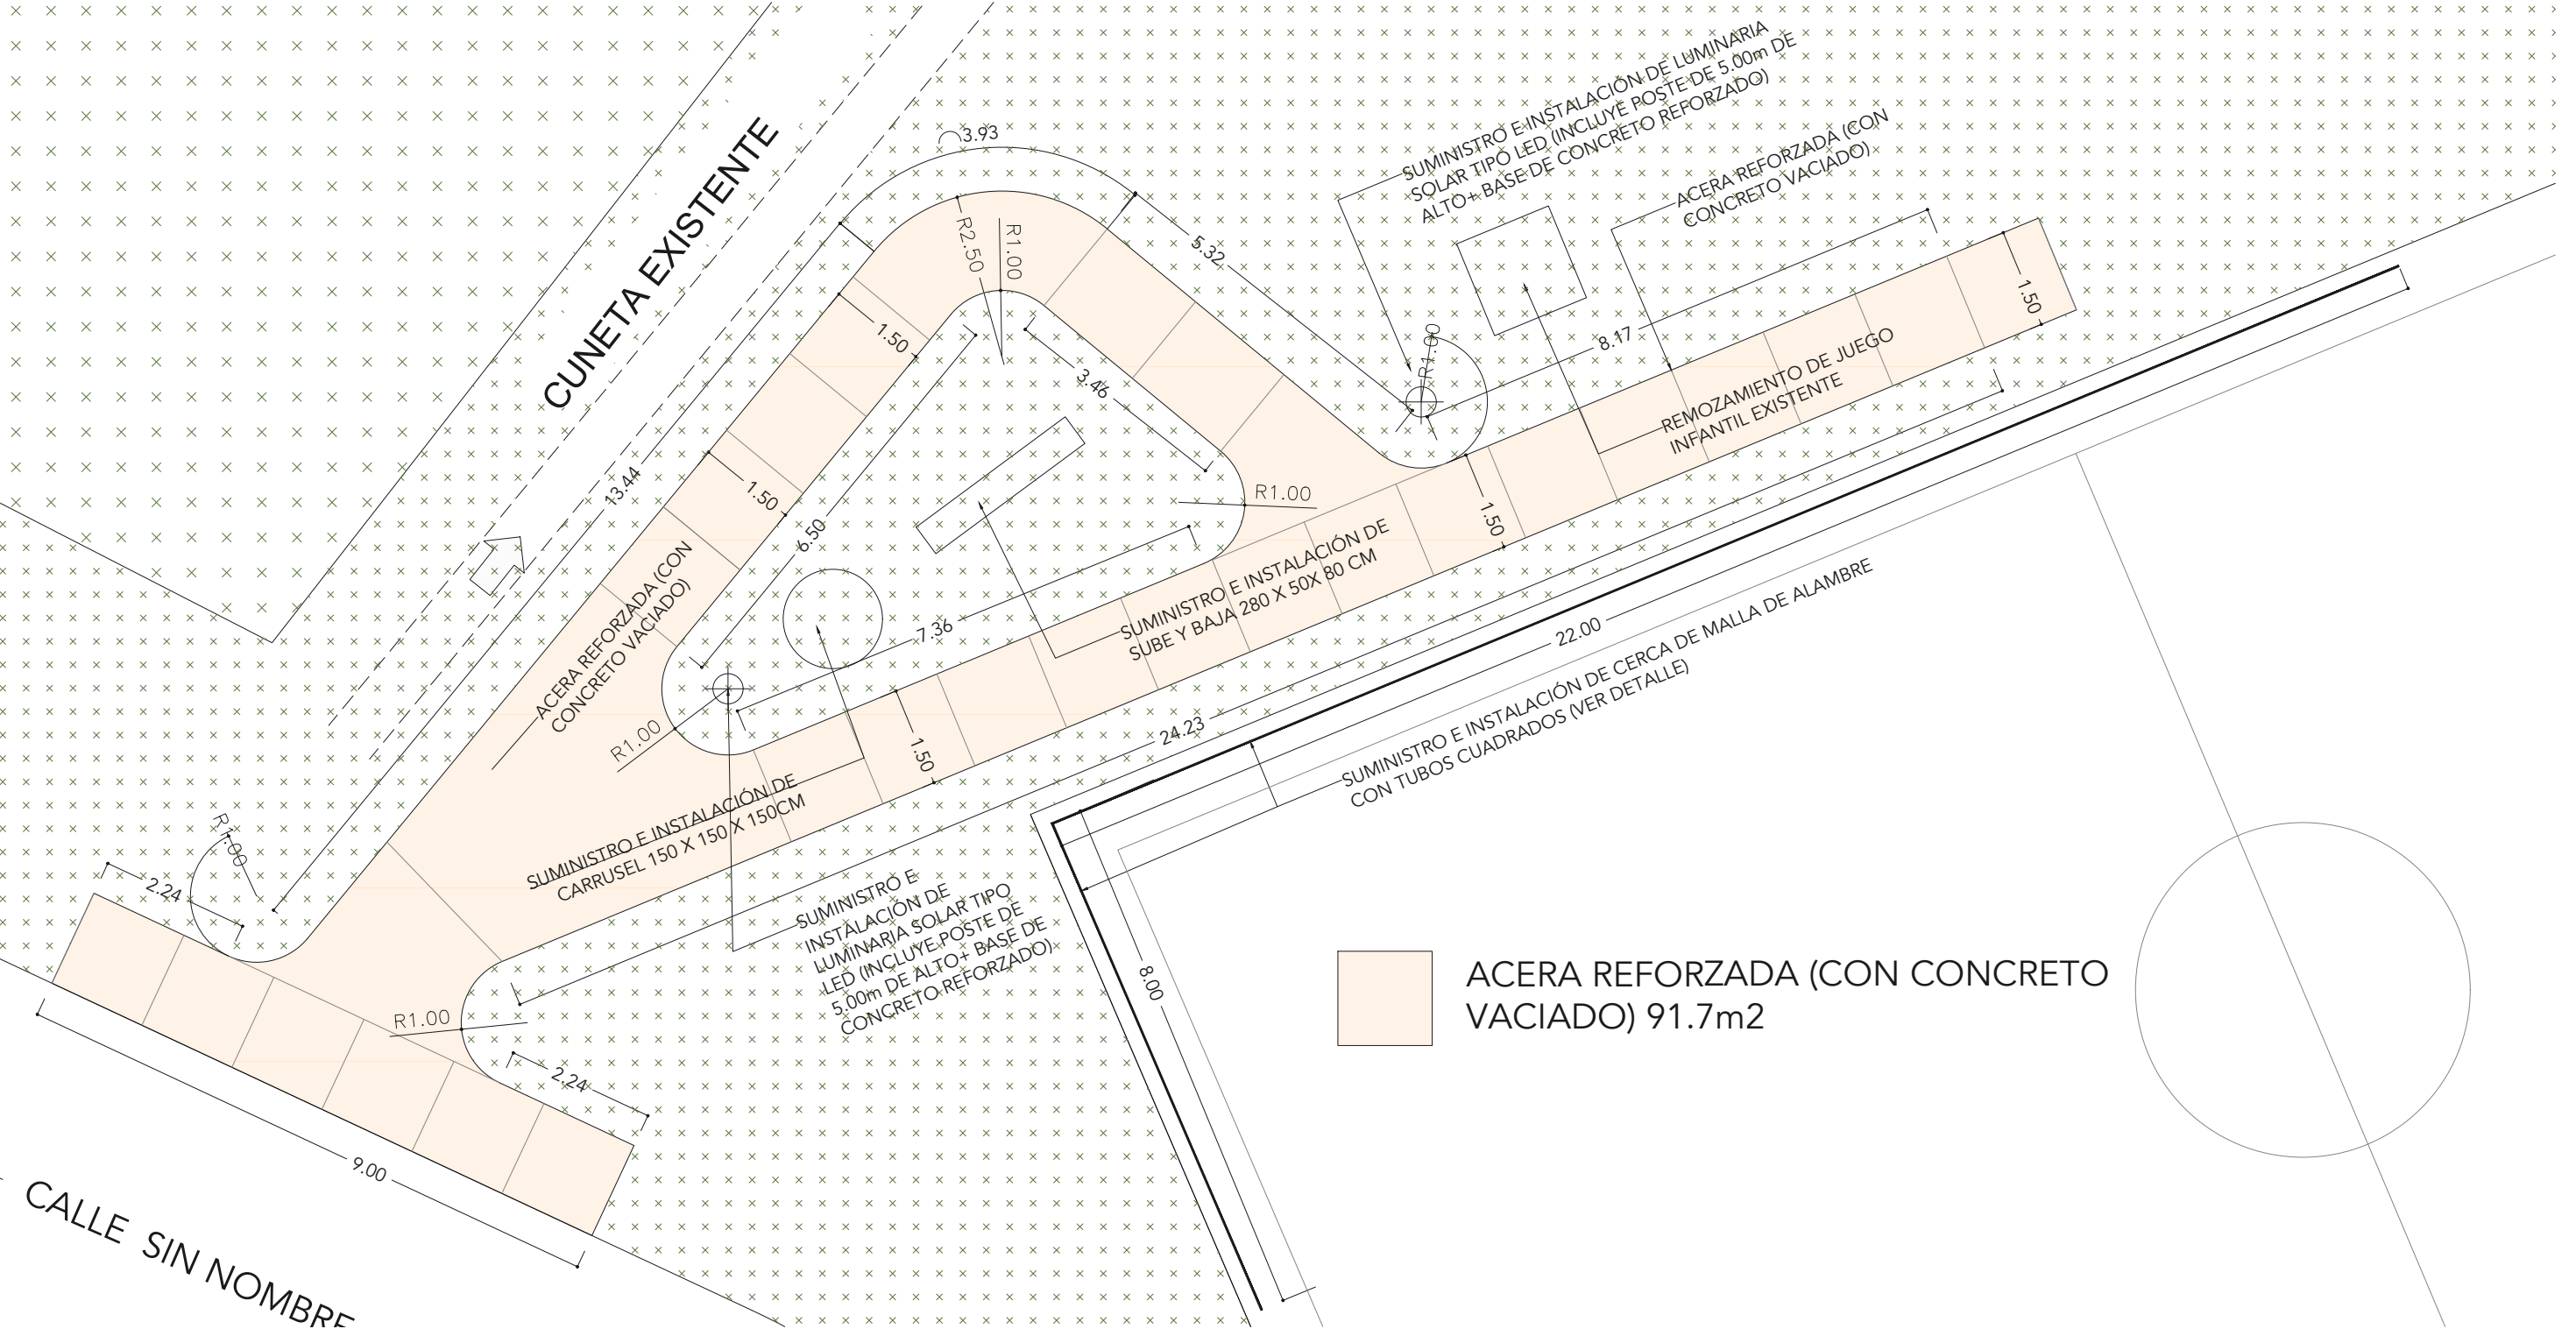 SUMINISTRO E INSTALACIÓN DE LUMINARIA
SOLAR TIPO LED (INCLUYE POSTE DE 5.00m DE
ALTO+ BASE DE CONCRETO REFORZADO)
ACERA REFORZADA (CON
CONCRETO VACIADO)
CUNETA EXISTENTE
3.93
R2.50
R1.00
5.32
1.50
3.46
R1.00
8.17
1.50
REMOZAMIENTO DE JUEGO
INFANTIL EXISTENTE
13.44
1.50
6.50
R1.00
1.50
ACERA REFORZADA (CON
CONCRETO VACIADO)
SUMINISTRO E INSTALACIÓN DE
SUBE Y BAJA 280 X 50X 80 CM
7.36
R1.00
1.50
22.00
24.23
SUMINISTRO E INSTALACIÓN DE CERCA DE MALLA DE ALAMBRE
CON TUBOS CUADRADOS (VER DETALLE)
SUMINISTRO E INSTALACIÓN DE
CARRUSEL 150 X 150 X 150CM
R1.00
2.24
SUMINISTRO E
INSTALACIÓN DE
LUMINARIA SOLAR TIPO
LED (INCLUYE POSTE DE
5.00m DE ALTO+ BASE DE
CONCRETO REFORZADO)
8.00
R1.00
2.24
9.00
ACERA REFORZADA (CON CONCRETO
VACIADO) 91.7m2
CALLE SIN NOMBRE